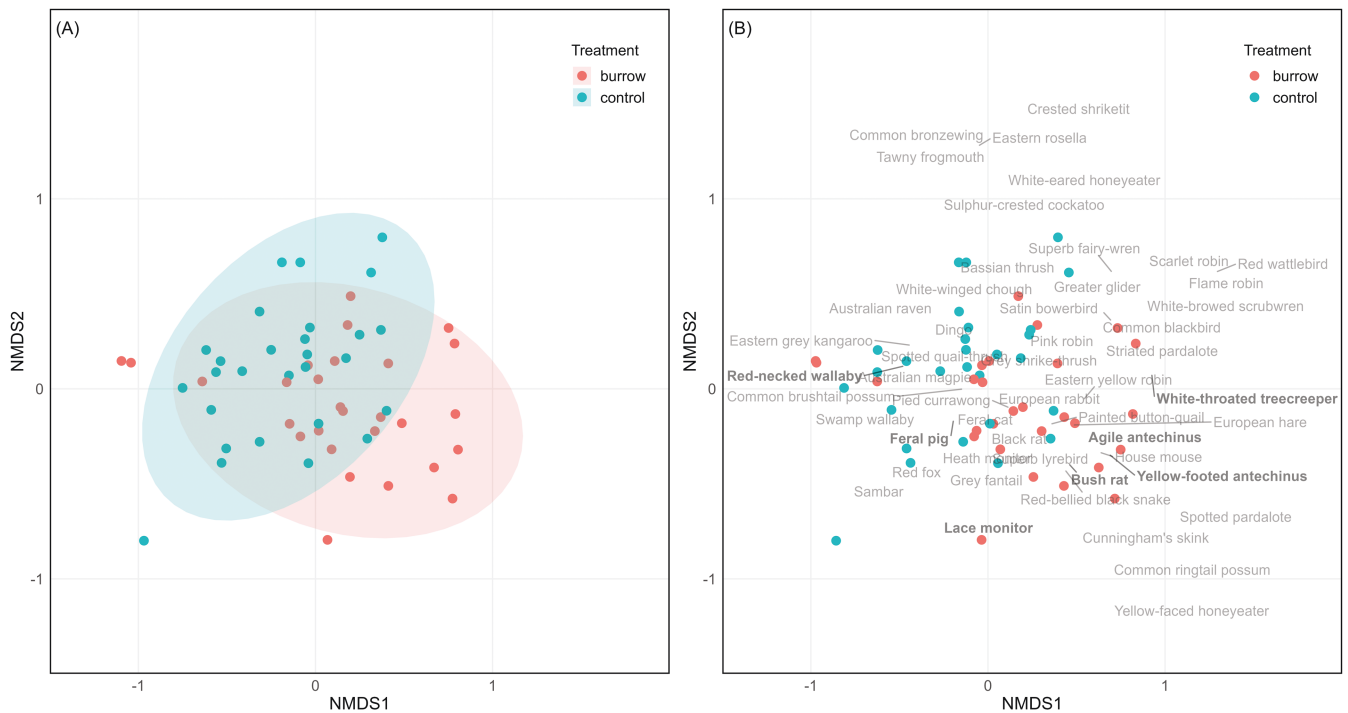 (A)
Treatment
burrow
control
1
0
-1
NMDS2
-1
0
1
NMDS1
(B)
Treatment
burrow
control
Crested shriketit
Common bronzewing
Eastern rosella
Tawny frogmouth
White-eared honeyeater
Sulphur-crested cockatoo
Superb fairy-wren
Scarlet robin
Red wattlebird
Bassian thrush
Greater glider
Flame robin
White-winged chough
Australian raven
Satin bowerbird
White-browed scrubwren
Dingo
Common blackbird
Eastern grey kangaroo
Pink robin
Spotted quail-thrush
Grey shrike-thrush
Striated pardalote
Red-necked wallaby
Australian magpie
Eastern yellow robin
Common brushtail possum
Pied currawong
European rabbit
White-throated treecreeper
Swamp wallaby
Feral cat
Painted button-quail
European hare
Feral pig
Black rat
Agile antechinus
Heath monitor
Superb lyrebird
House mouse
Red fox
Grey fantail
Bush rat
Yellow-footed antechinus
Sambar
Red-bellied black snake
Spotted pardalote
Lace monitor
Cunningham's skink
Common ringtail possum
Yellow-faced honeyeater
1
0
-1
NMDS2
-1
0
1
NMDS1